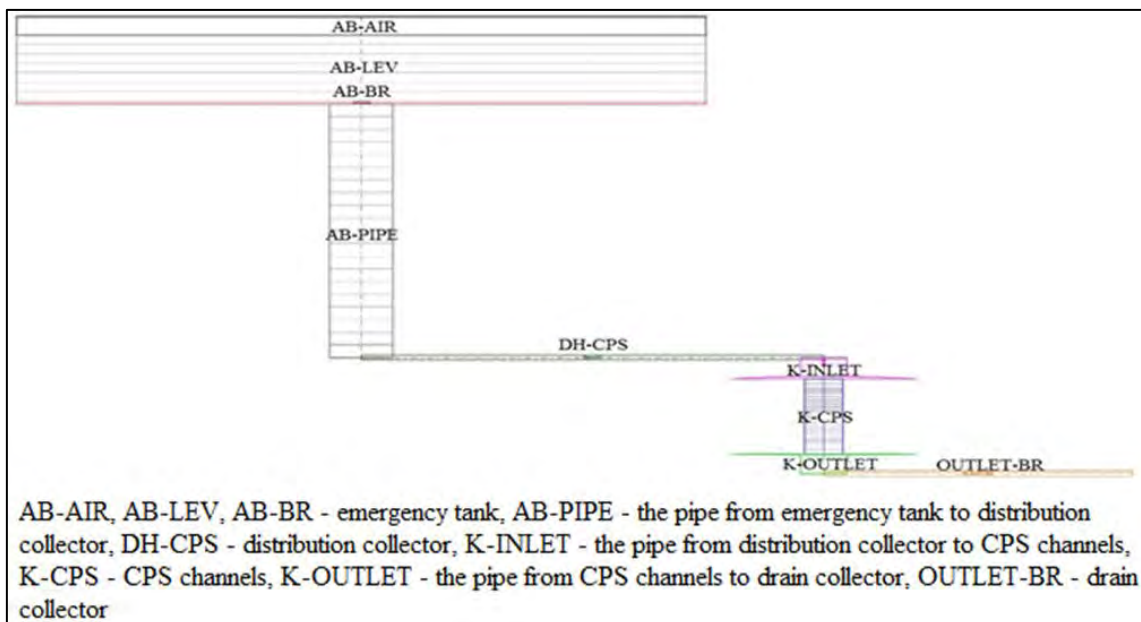 AB-AIR
AB-LEV
AB-BR
AB-PIPE
DH-CPS
K-INLET
K-CPS
K-OUTLET OUTLET-BR
AB-AIR, AB-LEV, AB-BR - emergency tank, AB-PIPE - the pipe from emergency tank to distribution
collector, DH-CPS - distribution collector, K-INLET - the pipe from distribution collector to CPS channels,
K-CPS - CPS channels, K-OUTLET - the pipe from CPS channels to drain collector, OUTLET-BR - drain
collector